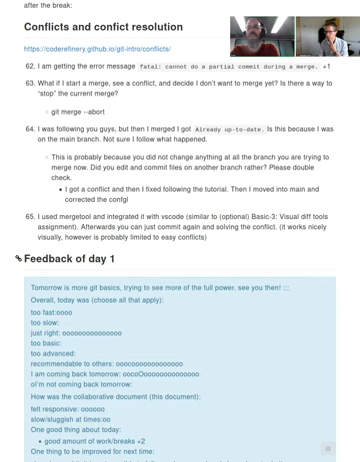 after the break:
Conflicts and confict resolution
https://coderefinery.github.io/git-intro/conflicts/
62. I am getting the error message fatal: cannot do a partial commit during a merge. +1
63. What if I start a merge, see a conflict, and decide I don't want to merge yet? Is there a way to
"stop" the current merge?
git merge --abort
64. I was following you guys, but then I merged I got Already up-to-date. Is this because I was
on the main branch. Not sure I follow what happened.
This is probably because you did not change anything at all the branch you are trying to
merge now. Did you edit and commit files on another branch rather? Please double
check.
I got a conflict and then I fixed following the tutorial. Then I moved into main and
corrected the confgl
65. I used mergetool and integrated it with vscode (similar to (optional) Basic-3: Visual diff tools
assignment). Afterwards you can just commit again and solving the conflict. (it works nicely
visually, however is probably limited to easy conflicts)
Feedback of day 1
Tomorrow is more git basics, trying to see more of the full power. see you then! :::
Overall, today was (choose all that apply):
too fast:oooo
too slow:
just right: ooooooooooooooo
too basic:
too advanced:
recommendable to others: ooocooooooooooooo
I am coming back tomorrow: oocoOoooooooooooooo
oI'm not coming back tomorrow:
How was the collaborative document (this document):
felt responsive: oooooo
slow/sluggish at times:oo
One good thing about today:
good amount of work/breaks +2
One thing to be improved for next time: